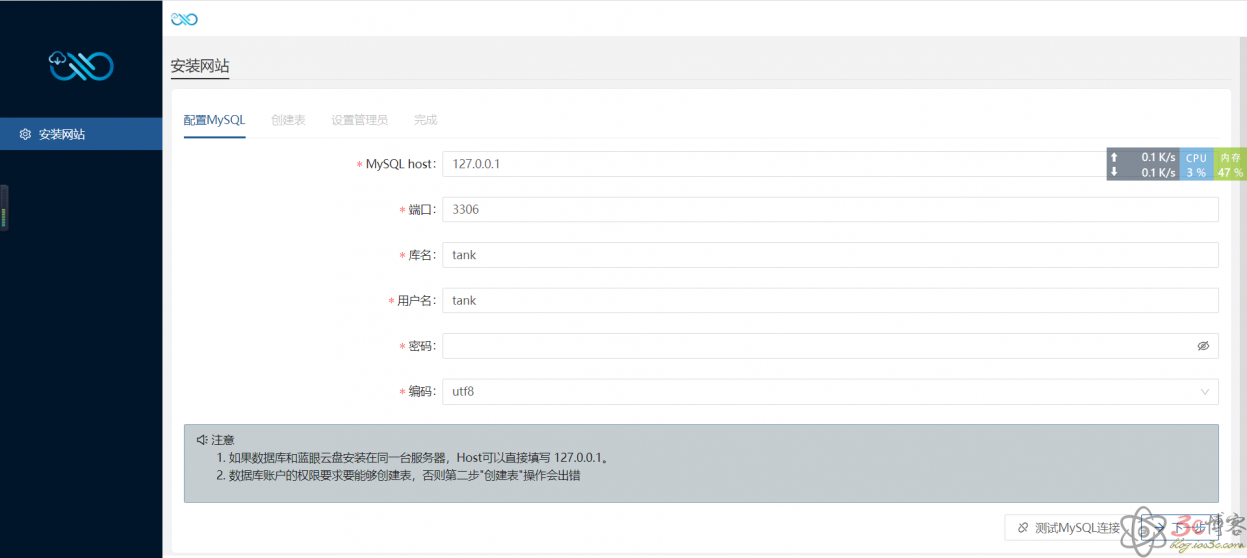 安装网站
安装网站
配置MySQL 创建表 设置管理员 完成
* MySQL host: 127.0.0.1
* 端口: 3306
* 库名: tank
* 用户名: tank
* 密码:
* 编码: utf8
0.1 K/s CPU 内存
0.1 K/s 3 % 47 %
注意
1. 如果数据库和蓝眼云盘安装在同一台服务器，Host可以直接填写 127.0.0.1。
2. 数据库账户的权限要求要能够创建表，否则第二步"创建表"操作会出错
测试MySQL连接 下一步
博客